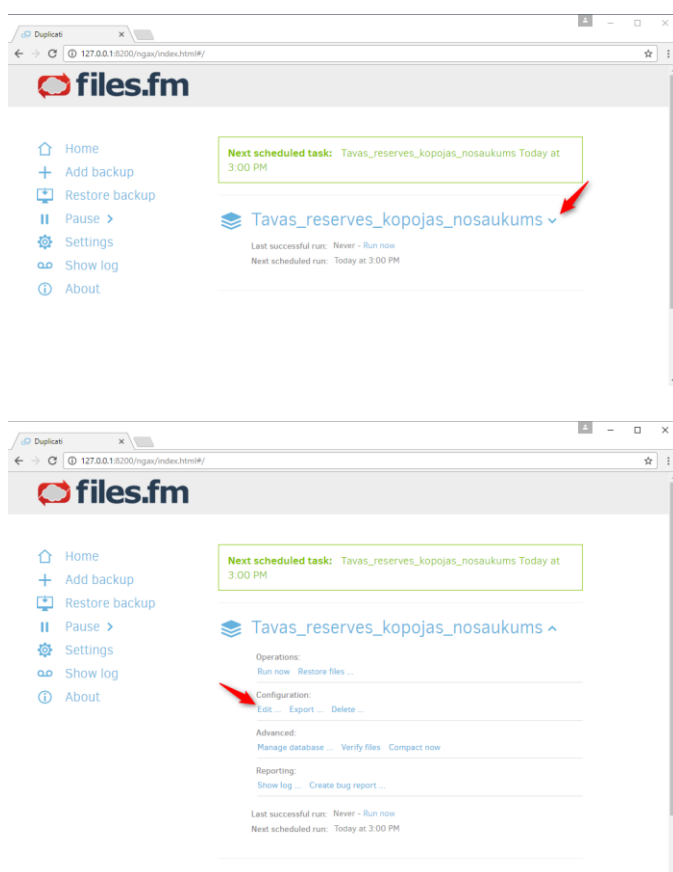 Duplicati
127.0.0.1:8200/ngax/index.html#/
files.fm
Home
Add backup
Restore backup
Pause >
Settings
Show log
About
Next scheduled task: Tavas_reserves_kopojas_nosaukums Today at
3:00 PM
Tavas_reserves_kopojas_nosaukums
Last successful run: Never - Run now
Next scheduled run: Today at 3:00 PM
Duplicati
127.0.0.1:8200/ngax/index.html#/
files.fm
Home
Add backup
Restore backup
Pause >
Settings
Show log
About
Next scheduled task: Tavas_reserves_kopojas_nosaukums Today at
3:00 PM
Tavas_reserves_kopojas_nosaukums
Operations:
Run now Restore files ...
Configuration:
Edit ... Export ... Delete ...
Advanced:
Manage database ... Verify files Compact now
Reporting:
Show log ... Create bug report ...
Last successful run: Never - Run now
Next scheduled run: Today at 3:00 PM